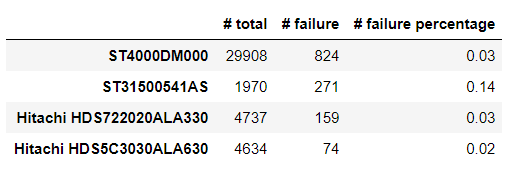 # total # failure # failure percentage
ST4000DM000 29908 824 0.03
ST31500541AS 1970 271 0.14
Hitachi HDS722020ALA330 4737 159 0.03
Hitachi HDS5C3030ALA630 4634 74 0.02